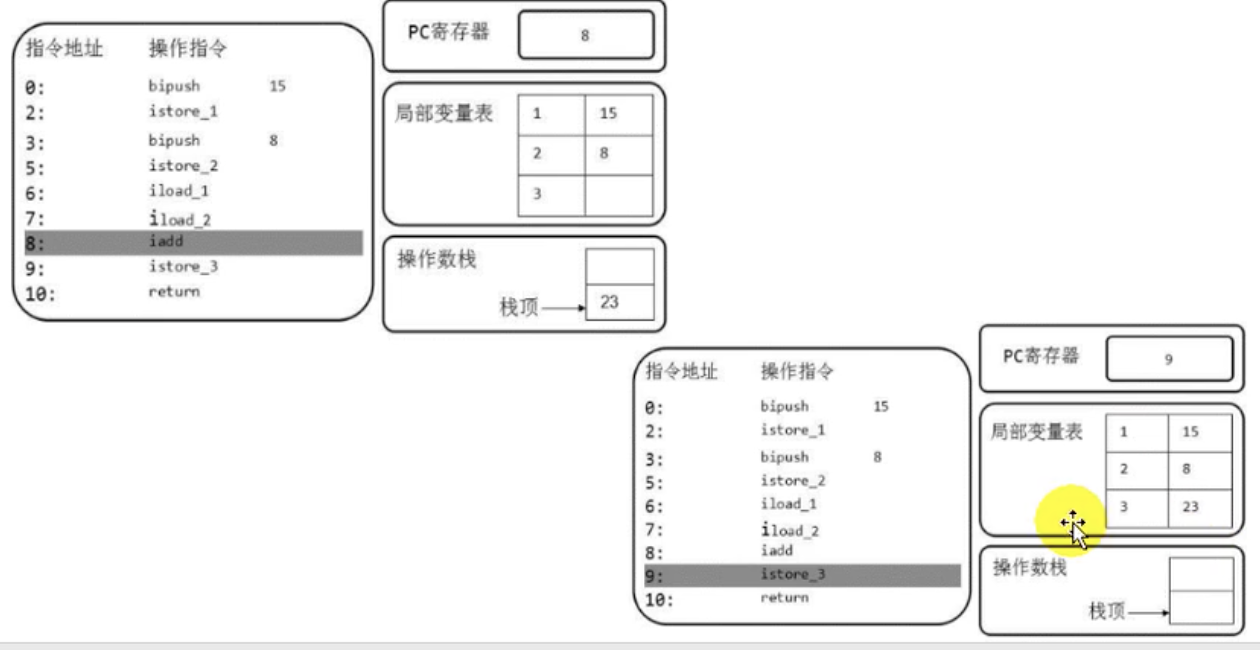 指令地址 操作指令
0: bipush 15
2: istore_1
3: bipush 8
5: istore_2
6: iload_1
7: iload_2
8: iadd
9: istore_3
10: return
PC寄存器 8
局部变量表 1 15
2 8
3
操作数栈
栈顶 23
指令地址 操作指令
0: bipush 15
2: istore_1
3: bipush 8
5: istore_2
6: iload_1
7: iload_2
8: iadd
9: istore_3
10: return
PC寄存器 9
局部变量表 1 15
2 8
3 23
操作数栈
栈顶